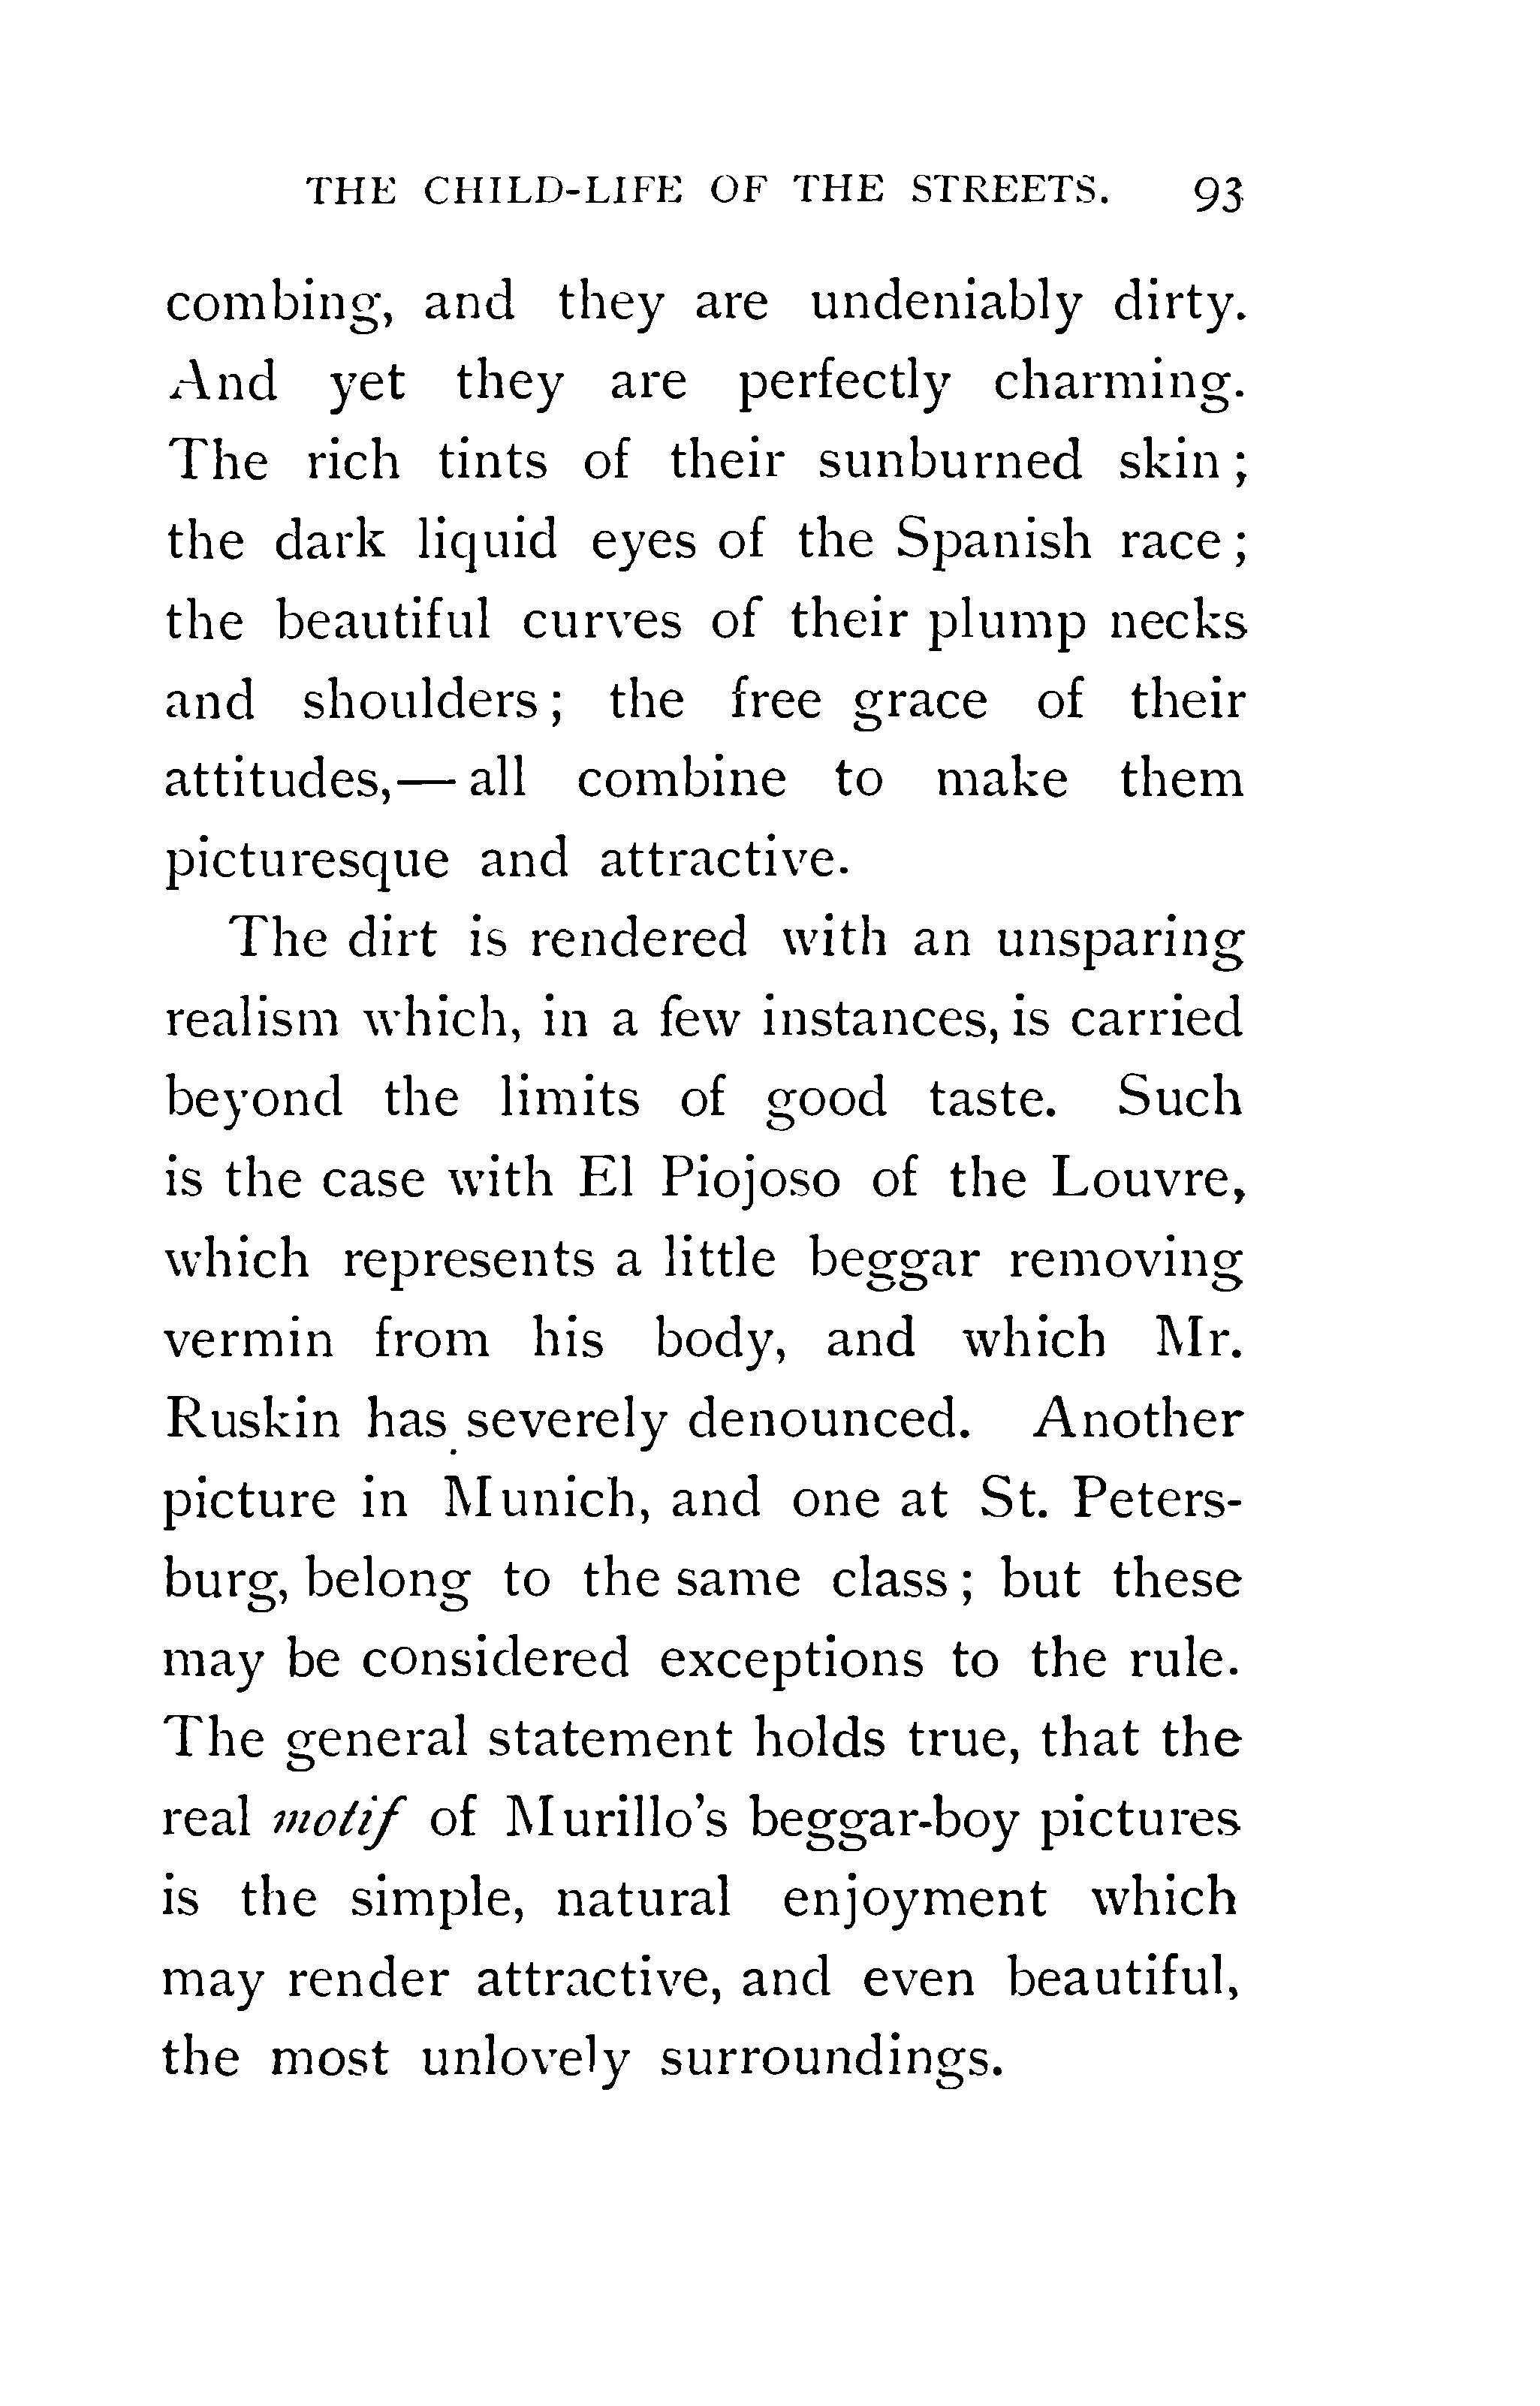 THE CHILD-LIFE OF THE STREETS. 93
combing, and they are undeniably dirty.
And yet they are perfectly charming.
The rich tints of their sunburned skin;
the dark liquid eyes of the Spanish race;
the beautiful curves of their plump necks
and shoulders; the free grace of their
attitudes,— all combine to make them
picturesque and attractive.
The dirt is rendered with an unsparing
realism which, in a few instances, is carried
beyond the limits of good taste. Such
is the case with El Piojoso of the Louvre,
which represents a little beggar removing
vermin from his body, and which Mr.
Ruskin has severely denounced. Another
picture in Munich, and one at St. Peters-
burg, belong to the same class; but these
may be considered exceptions to the rule.
The general statement holds true, that the
real motif of Murillo's beggar-boy pictures
is the simple, natural enjoyment which
may render attractive, and even beautiful,
the most unlovely surroundings.